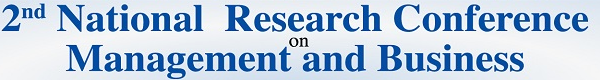 2nd National Research Conference
on
Management and Business